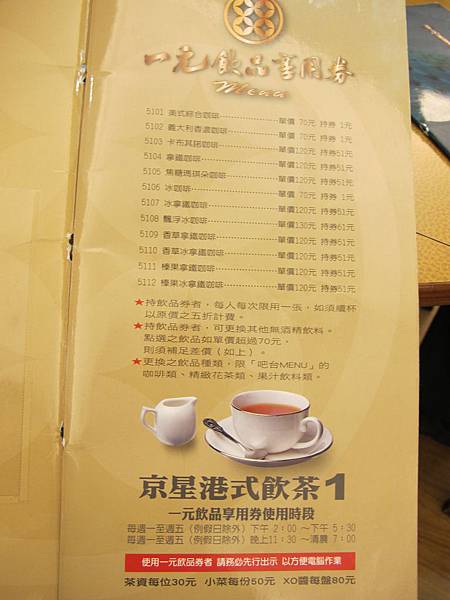 一元飲品享用券
Menu
5101 美式綜合咖啡 單價 70元 持券 1元
5102 義大利香濃咖啡 單價 70元 持券 1元
5103 卡布其諾咖啡 單價120元 持券51元
5104 拿鐵咖啡 單價120元 持券51元
5105 焦糖瑪琪朵咖啡 單價120元 持券51元
5106 冰咖啡 單價 70元 持券 1元
5107 冰拿鐵咖啡 單價120元 持券51元
5108 飄浮冰咖啡 單價130元 持券61元
5109 香草拿鐵咖啡 單價120元 持券51元
5110 香草冰拿鐵咖啡 單價120元 持券51元
5111 榛果拿鐵咖啡 單價120元 持券51元
5112 榛果冰拿鐵咖啡 單價120元 持券51元
★持飲品券者，每人每次限用一張，如須續杯
以原價之五折計費。
★持飲品券者，可更換其他無酒精飲料。
點選之飲品如單價超過70元，
則須補足差價（如上）。
★更換之飲品種類，限「吧台MENU」的
咖啡類、精緻花茶類、果汁飲料類。
京星港式飲茶1
一元飲品享用券使用時段
每週一至週五（例假日除外）下午 2：00 ～下午 5：30
每週一至週五（例假日除外）晚上11：30 ～清晨 7：00
使用一元飲品券者 請務必先行出示 以方便電腦作業
茶資每位30元 小菜每份50元 XO醬每盤80元